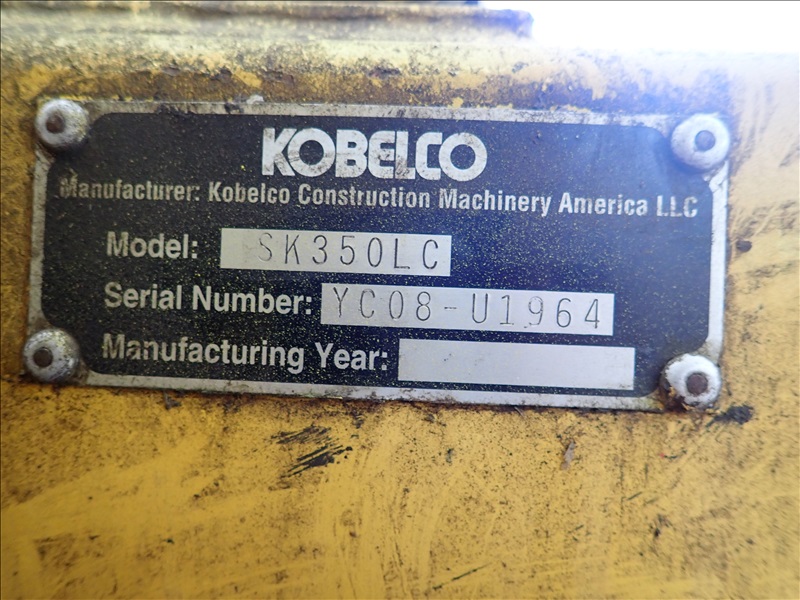 KOBELCO
Manufacturer: Kobelco Construction Machinery America LLC
Model: SK350LC
Serial Number: YC08-U1964
Manufacturing Year: